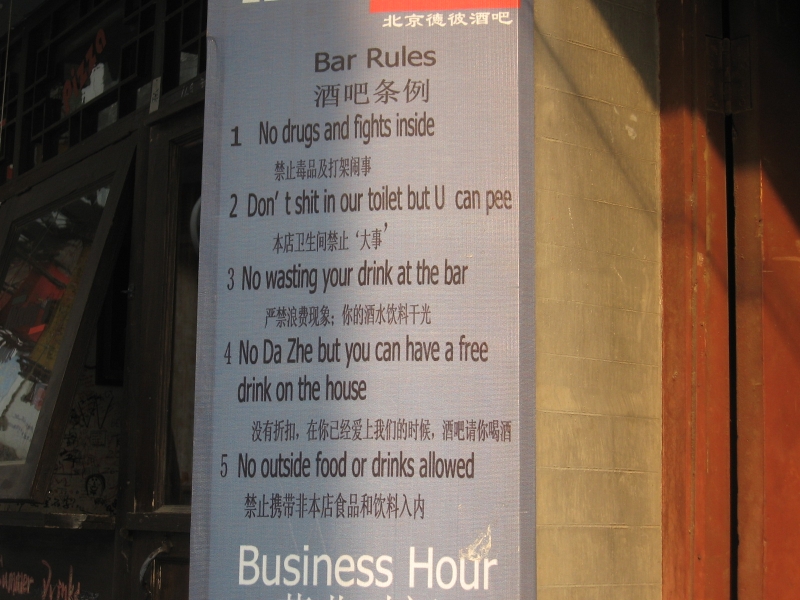 北京德彼酒吧
Pizza
Bar Rules
酒吧条例
1 No drugs and fights inside
禁止毒品及打架闹事
2 Don't shit in our toilet but U can pee
本店卫生间禁止‘大事’
3 No wasting your drink at the bar
严禁浪费现象；你的酒水饮料干光
4 No Da Zhe but you can have a free
drink on the house
没有折扣，在你已经爱上我们的时候，酒吧请你喝酒
5 No outside food or drinks allowed
禁止携带非本店食品和饮料入内
Business Hour